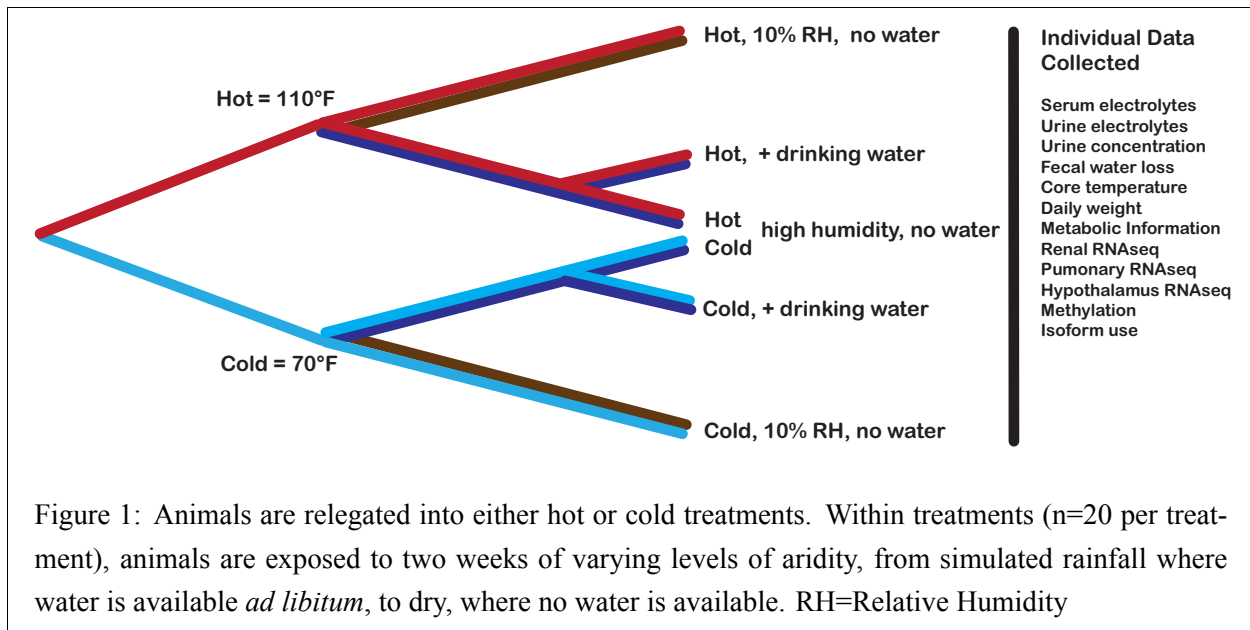 Hot, 10% RH, no water
Hot = 110°F
Hot, + drinking water
Hot
Cold
high humidity, no water
Cold, + drinking water
Cold = 70°F
Cold, 10% RH, no water
Individual Data
Collected
Serum electrolytes
Urine electrolytes
Urine concentration
Fecal water loss
Core temperature
Daily weight
Metabolic Information
Renal RNAseq
Pumonary RNAseq
Hypothalamus RNAseq
Methylation
Isoform use
Figure 1: Animals are relegated into either hot or cold treatments. Within treatments (n=20 per treat-
ment), animals are exposed to two weeks of varying levels of aridity, from simulated rainfall where
water is available ad libitum, to dry, where no water is available. RH=Relative Humidity